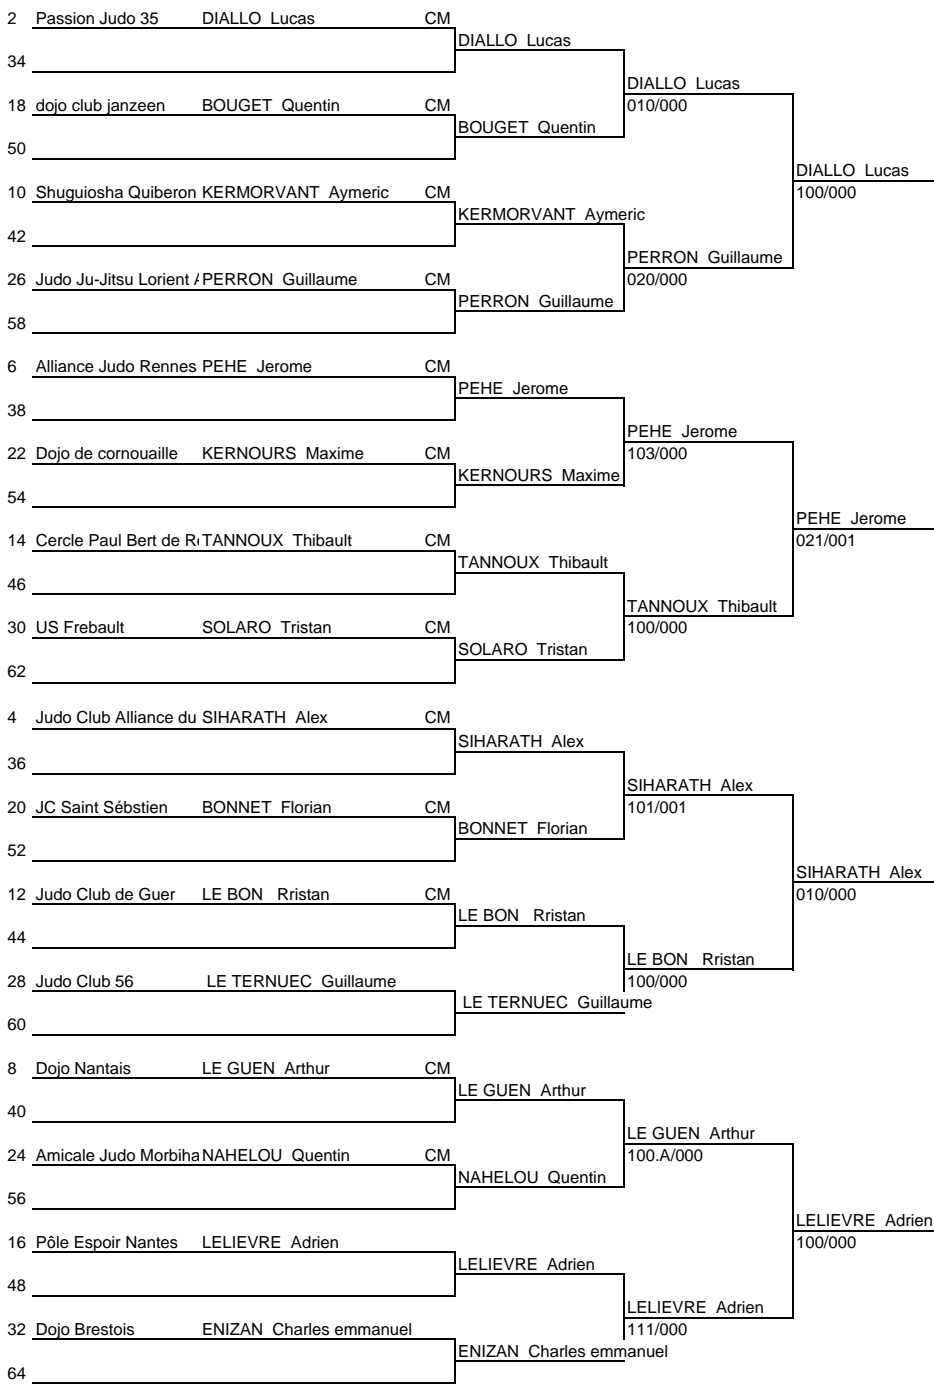 2 Passion Judo 35 DIALLO Lucas CM
DIALLO Lucas
34
DIALLO Lucas
18 dojo club janzeen BOUGET Quentin CM 010/000
BOUGET Quentin
50
DIALLO Lucas
10 Shuguiosha Quiberon KERMORVANT Aymeric CM 100/000
KERMORVANT Aymeric
42
PERRON Guillaume
26 Judo Ju-Jitsu Lorient PERRON Guillaume CM 020/000
PERRON Guillaume
58
6 Alliance Judo Rennes PEHE Jerome CM
PEHE Jerome
38
PEHE Jerome
22 Dojo de cornouaille KERNOURS Maxime CM 103/000
KERNOURS Maxime
54
PEHE Jerome
14 Cercle Paul Bert de R TANNOUX Thibault CM 021/001
TANNOUX Thibault
46
TANNOUX Thibault
30 US Frebault SOLARO Tristan CM 100/000
SOLARO Tristan
62
4 Judo Club Alliance du SIHARATH Alex CM
SIHARATH Alex
36
SIHARATH Alex
20 JC Saint Sébstien BONNET Florian CM 101/001
BONNET Florian
52
SIHARATH Alex
12 Judo Club de Guer LE BON Rristan CM 010/000
LE BON Rristan
44
LE BON Rristan
28 Judo Club 56 LE TERNUEC Guillaume 100/000
LE TERNUEC Guillaume
60
8 Dojo Nantais LE GUEN Arthur CM
LE GUEN Arthur
40
LE GUEN Arthur
24 Amicale Judo Morbiha NAHELOU Quentin CM 100.A/000
NAHELOU Quentin
56
LELIEVRE Adrien
16 Pôle Espoir Nantes LELIEVRE Adrien 100/000
LELIEVRE Adrien
48
LELIEVRE Adrien
32 Dojo Brestois ENIZAN Charles emmanuel 111/000
ENIZAN Charles emmanuel
64